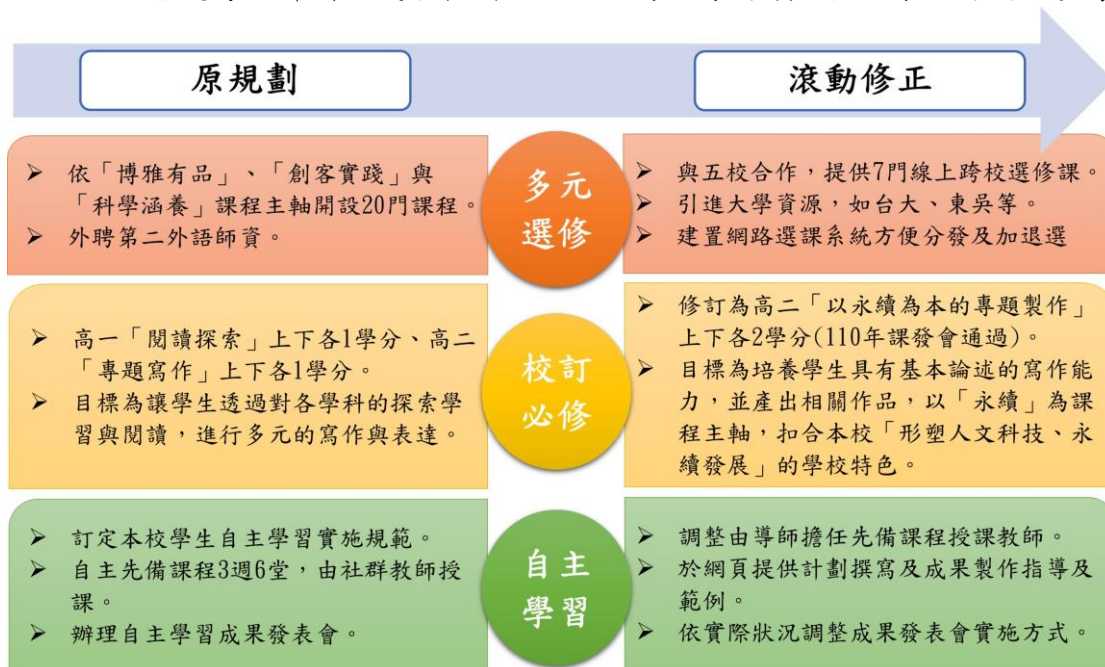 原規劃
滾動修正
多元
選修
➢ 依「博雅有品」、「創客實踐」與
「科學涵養」課程主軸開設20門課程。
➢ 外聘第二外語師資。
➢ 與五校合作,提供7門線上跨校選修課。
➢ 引進大學資源,如台大、東吳等。
➢ 建置網路選課系統方便分發及加退選
校訂
必修
➢ 高一「閱讀探索」上下各1學分、高二
「專題寫作」上下各1學分。
➢ 目標為讓學生透過對各學科的探索學
習與閱讀,進行多元的寫作與表達。
➢ 修訂為高二「以永續為本的專題製作」
上下各2學分(110年課發會通過)。
➢ 目標為培養學生具有基本論述的寫作能
力,並產出相關作品,以「永續」為課
程主軸,扣合本校「形塑人文科技、永
續發展」的學校特色。
自主
學習
➢ 訂定本校學生自主學習實施規範。
➢ 自主先備課程3週6堂,由社群教師授
課。
➢ 辦理自主學習成果發表會。
➢ 調整由導師擔任先備課程授課教師。
➢ 於網頁提供計劃撰寫及成果製作指導及
範例。
➢ 依實際狀況調整成果發表會實施方式。